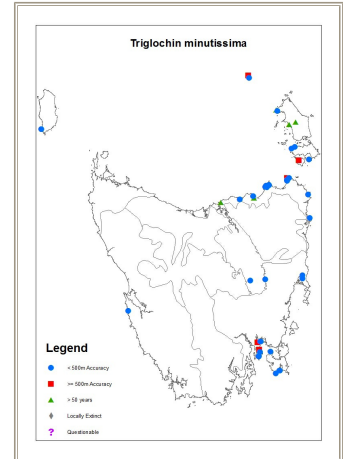 Triglochin minutissima
Legend
< 500m Accuracy
>= 500m Accuracy
> 50 years
Locally Extinct
? Questionable